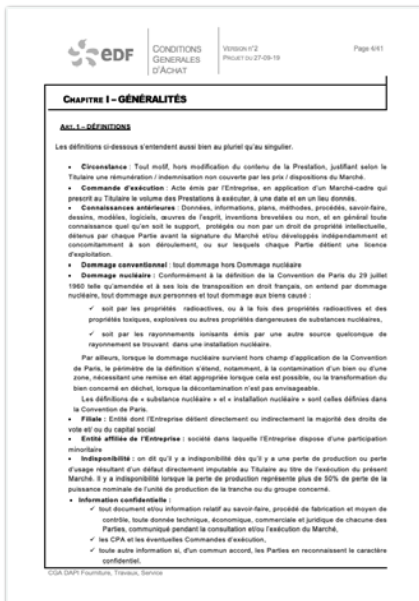 edf
CONDITIONS
GENERALES
D'ACHAT
VERSION n°2
PROJET DU 27-09-19
Page 4/41
CHAPITRE I – GÉNÉRALITÉS
ART. 1 – DÉFINITIONS
Les définitions ci-dessous s'entendent aussi bien au pluriel qu'au singulier.
• Circonstance : Tout motif, hors modification du contenu de la Prestation, justifiant selon le
Titulaire une rémunération / indemnisation non couverte par les prix / dispositions du Marché.
• Commande d'exécution : Acte émis par l'Entreprise, en application d'un Marché-cadre qui
prescrit au Titulaire le volume des Prestations à exécuter, à une date et en un lieu donnés.
• Connaissances antérieures : Données, informations, plans, méthodes, procédés, savoir-faire,
dessins, modèles, logiciels, œuvres de l'esprit, inventions brevetées ou non, et en général toute
connaissance quel qu'en soit le support, protégés ou non par un droit de propriété intellectuelle,
détenus par chaque Partie avant la signature du Marché et/ou développés indépendamment et
concomitamment à son déroulement, ou sur lesquels chaque Partie détient une licence
d'exploitation.
• Dommage conventionnel : tout dommage hors Dommage nucléaire
• Dommage nucléaire : Conformément à la définition de la Convention de Paris du 29 juillet
1960 telle qu'amendée et à ses lois de transposition en droit français, on entend par dommage
nucléaire, tout dommage aux personnes et tout dommage aux biens causé :
✓ soit par les propriétés radioactives, ou à la fois des propriétés radioactives et des
propriétés toxiques, explosives ou autres propriétés dangereuses de substances nucléaires,
✓ soit par les rayonnements ionisants émis par une autre source quelconque de
rayonnement se trouvant dans une installation nucléaire.
Par ailleurs, lorsque le dommage nucléaire survient hors champ d'application de la Convention
de Paris, le périmètre de la définition s'étend, notamment, à la contamination d'un bien ou d'une
zone, nécessitant une remise en état appropriée lorsque cela est possible, ou la transformation du
bien concerné en déchet, lorsque la décontamination n'est pas envisageable.
Les définitions de « substance nucléaire » et « installation nucléaire » sont celles définies dans
la Convention de Paris.
• Filiale : Entité dont l'Entreprise détient directement ou indirectement la majorité des droits de
vote et/ ou du capital social
• Entité affiliée de l'Entreprise : société dans laquelle l'Entreprise dispose d'une participation
minoritaire
• Indisponibilité : on dit qu'il y a indisponibilité dès qu'il y a une perte de production ou perte
d'usage résultant d'un défaut directement imputable au Titulaire au titre de l'exécution du présent
Marché. Il y a indisponibilité lorsque la perte de production représente plus de 50% de perte de la
puissance nominale de l'unité de production de la tranche ou du groupe concerné.
• Information confidentielle :
✓ tout document et/ou information relatif au savoir-faire, procédé de fabrication et moyen de
contrôle, toute donnée technique, économique, commerciale et juridique de chacune des
Parties, communiqué pendant la consultation et/ou l'exécution du Marché,
✓ les CPA et les éventuelles Commandes d'exécution,
✓ toute autre information si, d'un commun accord, les Parties en reconnaissent le caractère
confidentiel.
CGA DAPI Fourniture, Travaux, Service